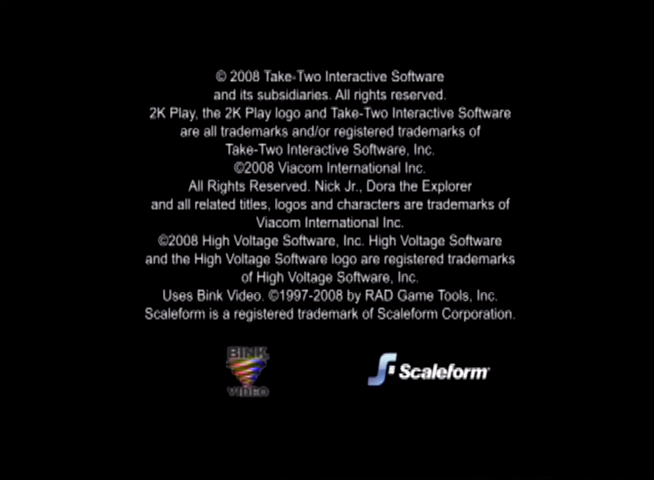 © 2008 Take-Two Interactive Software
and its subsidiaries. All rights reserved.
2K Play, the 2K Play logo and Take-Two Interactive Software
are all trademarks and/or registered trademarks of
Take-Two Interactive Software, Inc.
©2008 Viacom International Inc.
All Rights Reserved. Nick Jr., Dora the Explorer
and all related titles, logos and characters are trademarks of
Viacom International Inc.
©2008 High Voltage Software, Inc. High Voltage Software
and the High Voltage Software logo are registered trademarks
of High Voltage Software, Inc.
Uses Bink Video. ©1997-2008 by RAD Game Tools, Inc.
Scaleform is a registered trademark of Scaleform Corporation.
BINK
VIDEO
Scaleform